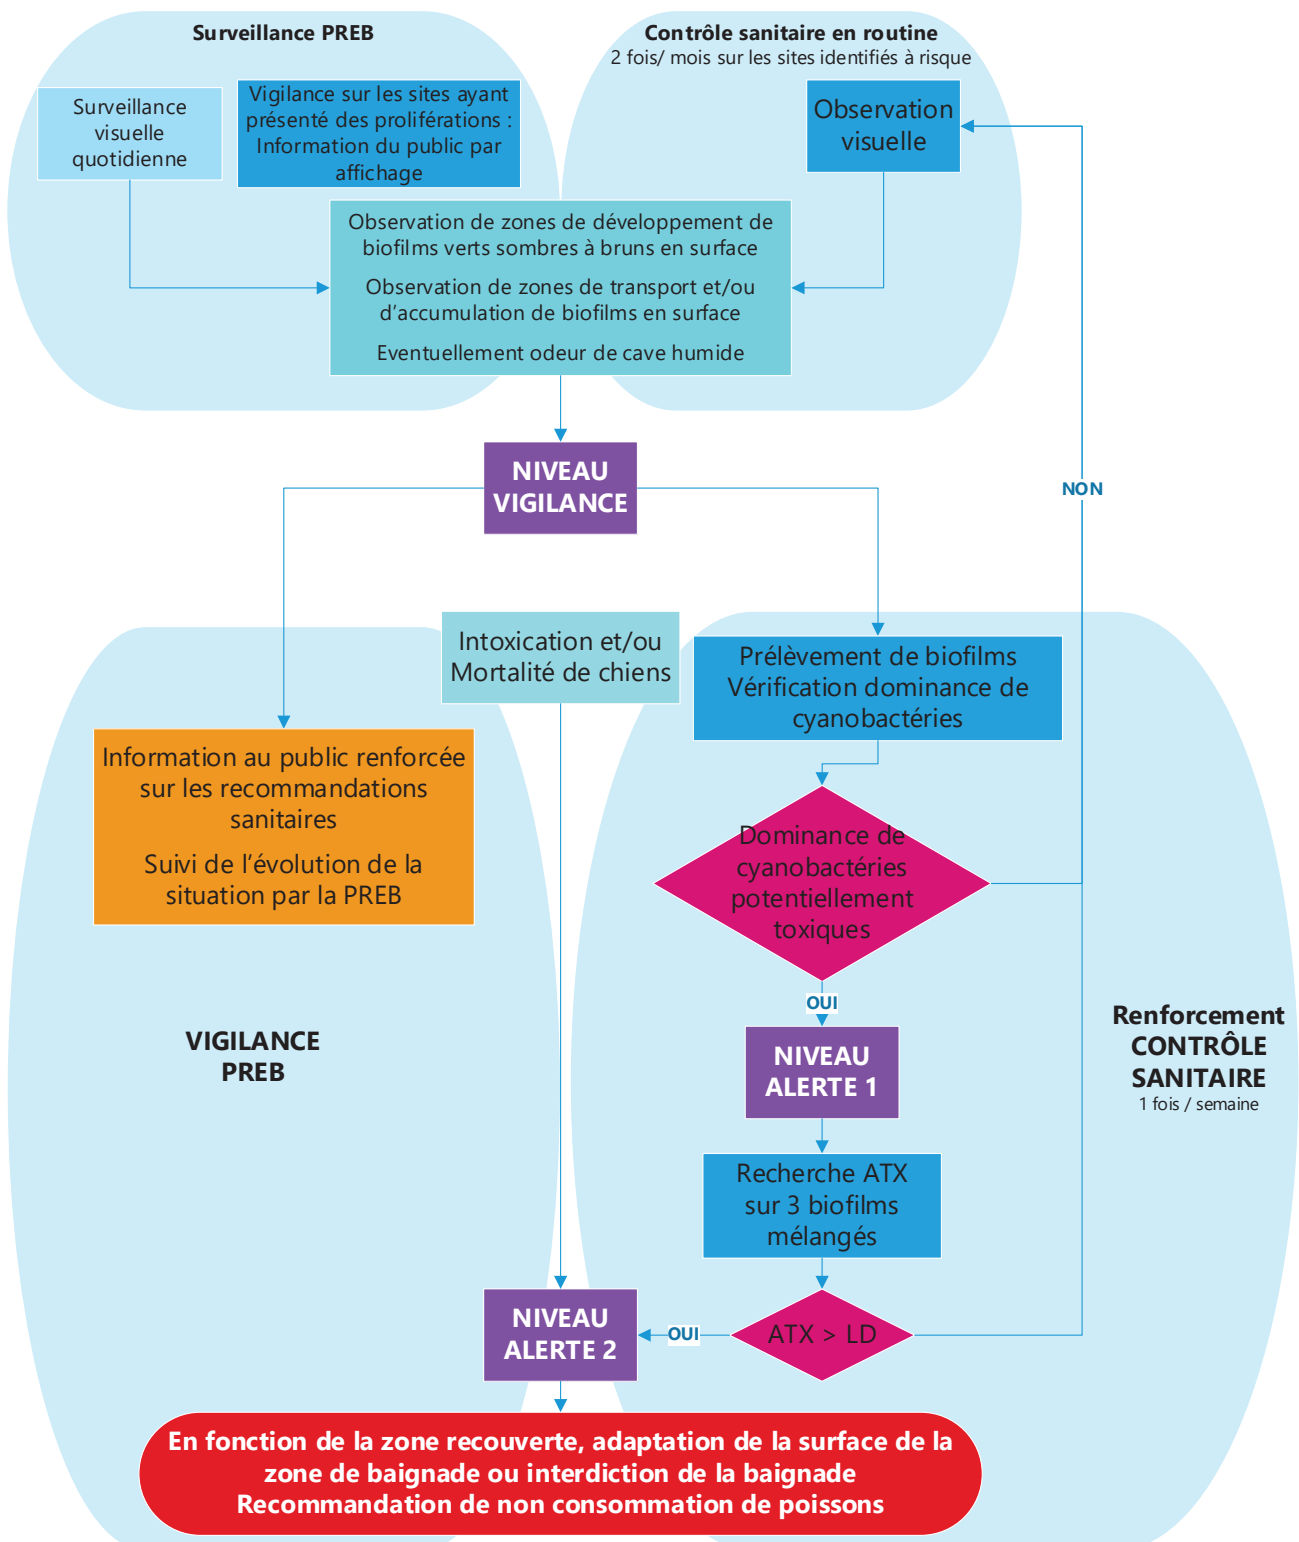 Surveillance PREB
Contrôle sanitaire en routine
2 fois/ mois sur les sites identifiés à risque
Surveillance
visuelle
quotidienne
Vigilance sur les sites ayant
présenté des proliférations :
Information du public par
affichage
Observation
visuelle
Observation de zones de développement de
biofilms verts sombres à bruns en surface
Observation de zones de transport et/ou
d’accumulation de biofilms en surface
Eventuellement odeur de cave humide
NIVEAU
VIGILANCE
NON
Intoxication et/ou
Mortalité de chiens
Prélèvement de biofilms
Vérification dominance de
cyanobactéries
Information au public renforcée
sur les recommandations
sanitaires
Suivi de l’évolution de la
situation par la PREB
Dominance de
cyanobactéries
potentiellement
toxiques
OUI
VIGILANCE
PREB
NIVEAU
ALERTE 1
Renforcement
CONTRÔLE
SANITAIRE
1 fois / semaine
Recherche ATX
sur 3 biofilms
mélangés
NIVEAU
ALERTE 2
OUI
ATX > LD
En fonction de la zone recouverte, adaptation de la surface de la
zone de baignade ou interdiction de la baignade
Recommandation de non consommation de poissons